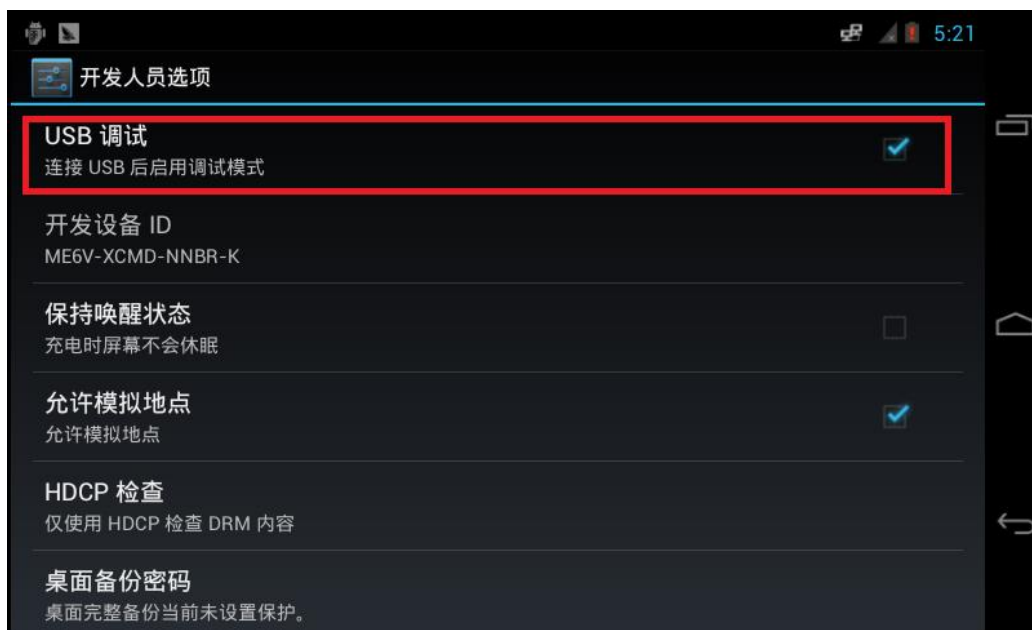 5:21
开发人员选项
USB 调试
连接 USB 后启用调试模式
开发设备 ID
ME6V-XCMD-NNBR-K
保持唤醒状态
充电时屏幕不会休眠
允许模拟地点
允许模拟地点
HDCP 检查
仅使用 HDCP 检查 DRM 内容
桌面备份密码
桌面完整备份当前未设置保护。